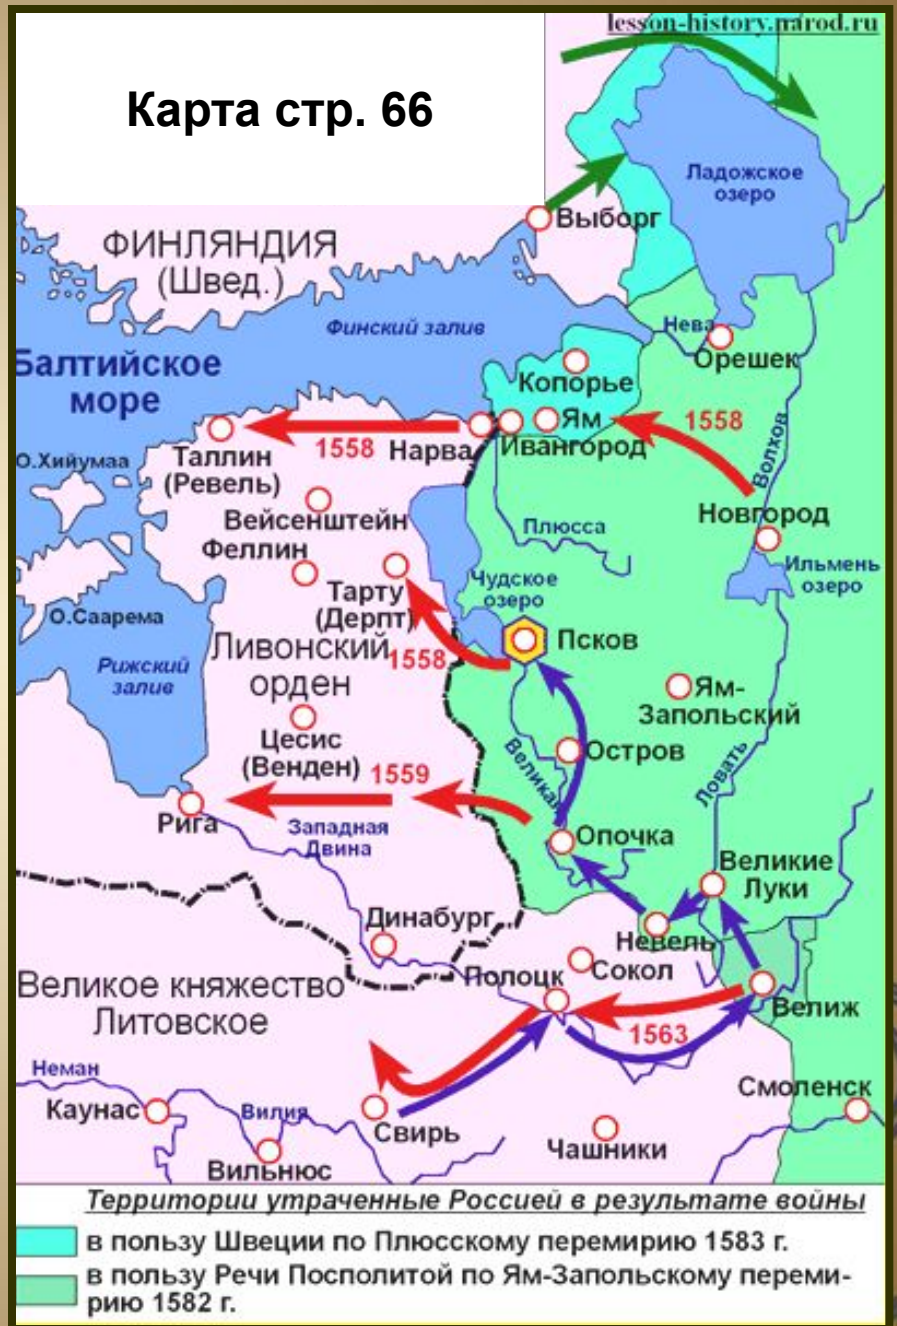 lesson-history.narod.ru
Карта стр. 66
Ладожское
озеро
Выборг
ФИНЛЯНДИЯ
(Швед.)
Финский залив
Нева
Орешек
Балтийское
море
Копорье
Ям
Ивангород
1558
Волхов
1558
Нарва
Таллин
(Ревель)
О.Хийумаа
Вейсенштейн
Новгород
Плюсса
Феллин
Ильмень
озеро
Чудское
озеро
Тарту
(Дерпт)
О.Саарема
Псков
Ливонский
орден
1558
Рижский
залив
Ям-
Запольский
Цесис
(Венден)
Остров
Великая
Ловать
1559
Рига
Западная
Двина
Опочка
Великие
Луки
Динабург
Невель
Сокол
Полоцк
Велиж
Великое княжество
Литовское
1563
Неман
Смоленск
Каунас
Вилия
Свирь
Чашники
Вильнюс
Территории утраченные Россией в результате войны
в пользу Швеции по Плюсскому перемирию 1583 г.
в пользу Речи Посполитой по Ям-Запольскому переми-
рию 1582 г.